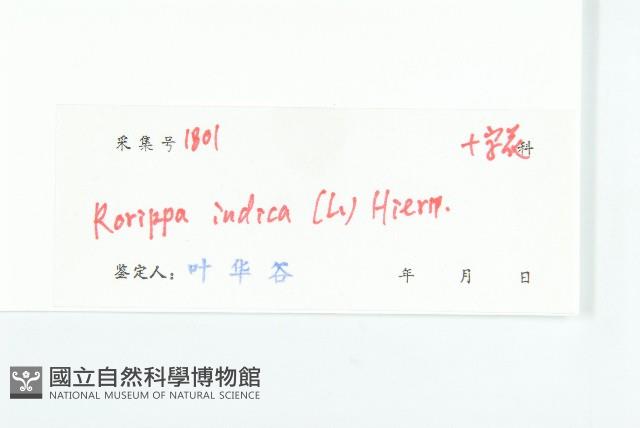 采集号 1801 十字花科
Rorippa indica (L.) Hiern.
鉴定人: 叶华谷 年 月 日
國立自然科學博物館
NATIONAL MUSEUM OF NATURAL SCIENCE